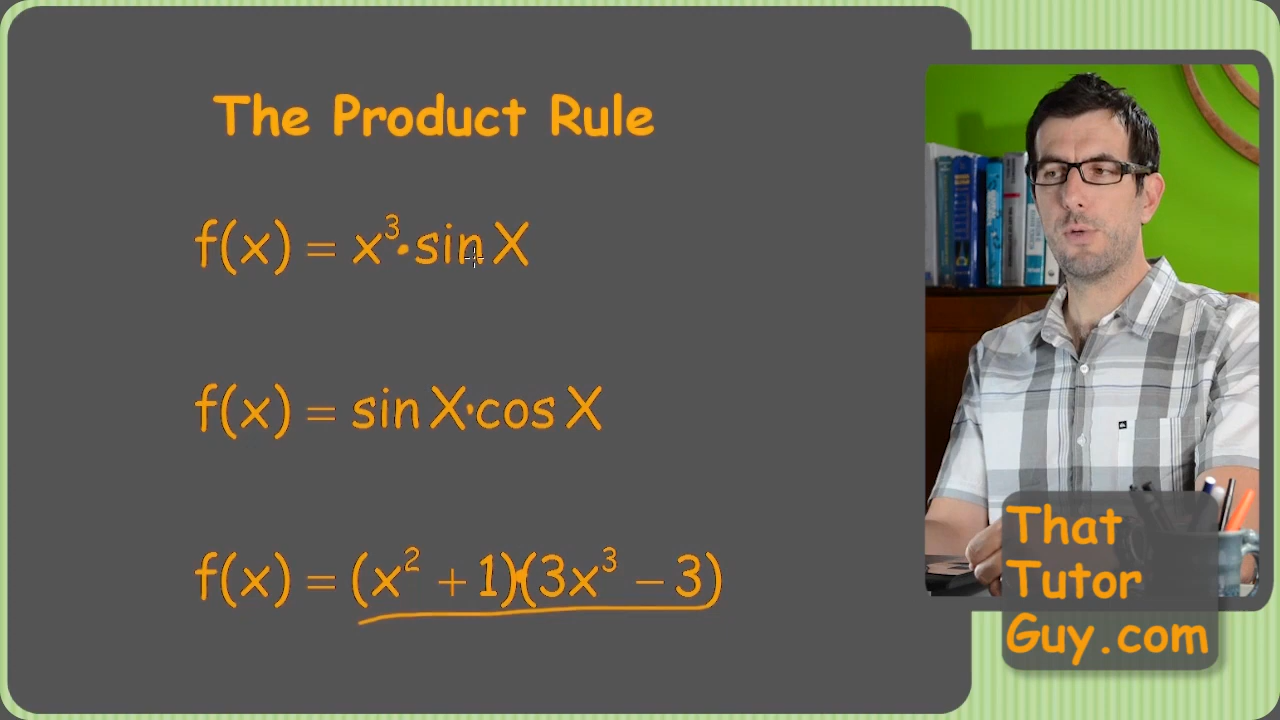 The Product Rule
f(x) = x³·sin X
f(x) = sin X·cos X
f(x) = (x² + 1)·(3x³ − 3)
That
Tutor
Guy.com